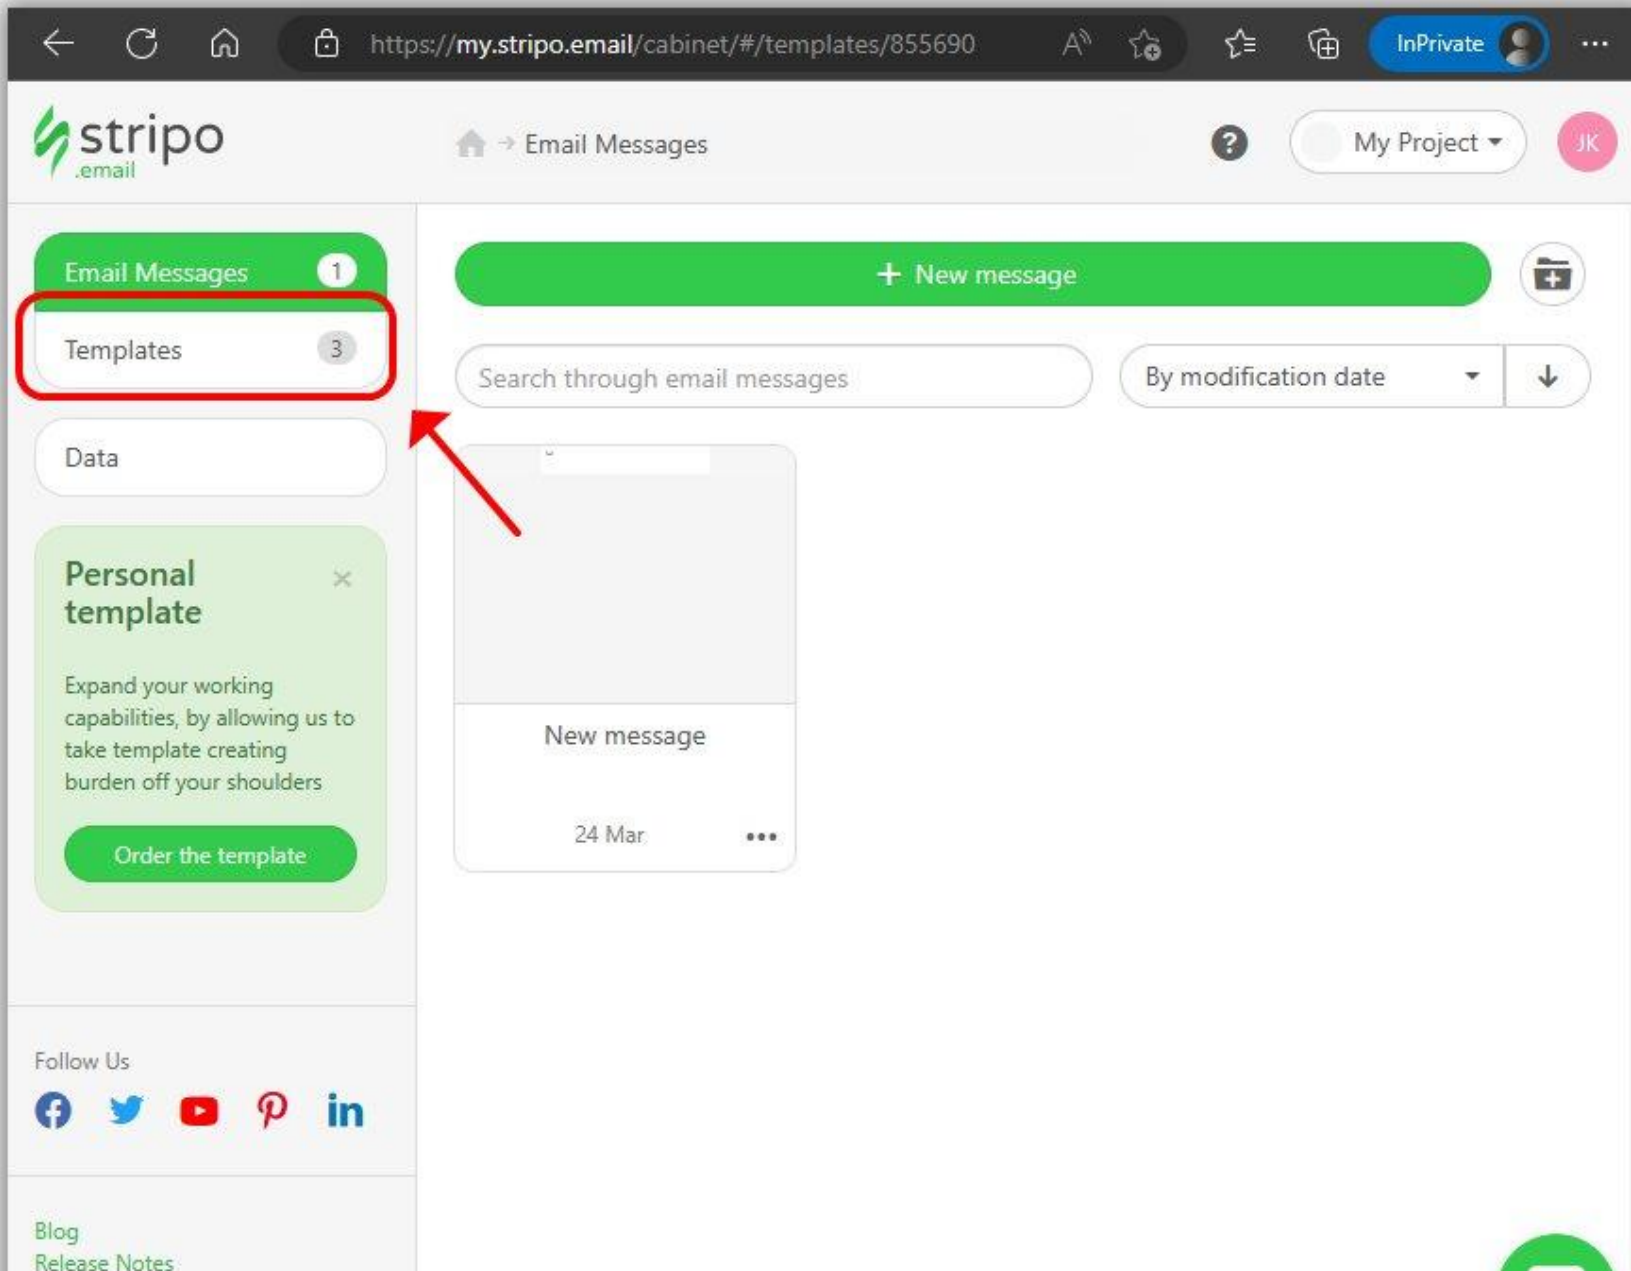 https://my.stripo.email/cabinet/#/templates/855690
InPrivate
stripo
.email
Email Messages
My Project
JK
Email Messages 1
Templates 3
Data
Personal
template
Expand your working
capabilities, by allowing us to
take template creating
burden off your shoulders
Order the template
Follow Us
Blog
Release Notes
+ New message
Search through email messages
By modification date
New message
24 Mar